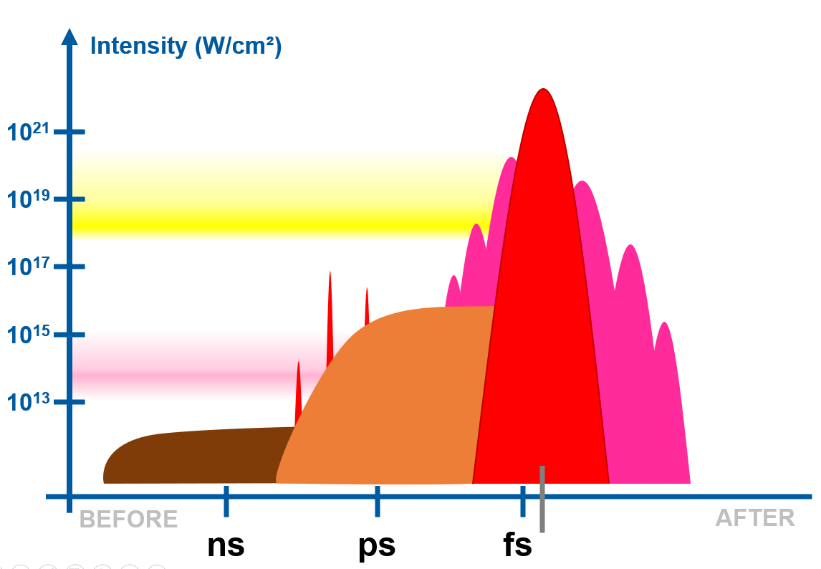 Intensity (W/cm²)
10²¹
10¹⁹
10¹⁷
10¹⁵
10¹³
BEFORE
AFTER
ns
ps
fs